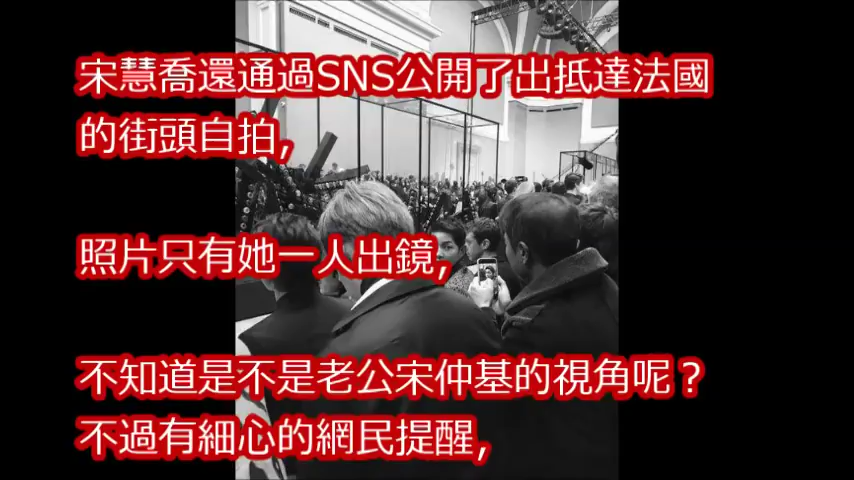 宋慧喬還通過SNS公開了出抵達法國
的街頭自拍,
照片只有她一人出鏡,
不知道是不是老公宋仲基的視角呢？
不過有細心的網民提醒,